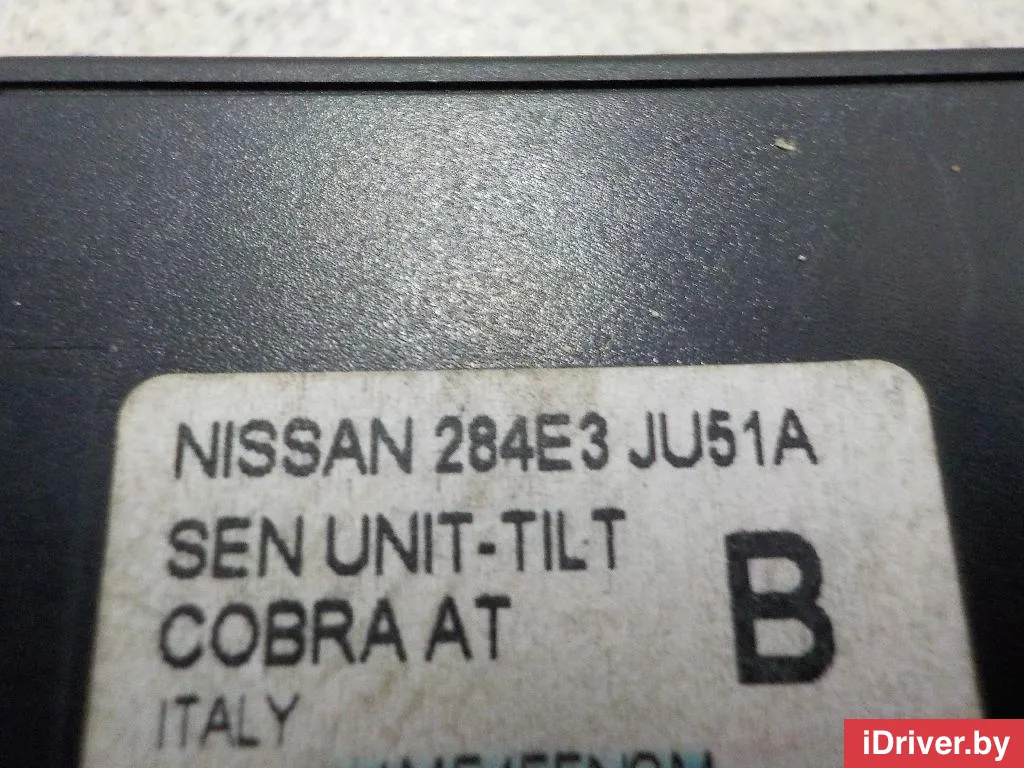 NISSAN 284E3 JU51A
SEN UNIT-TILT
COBRA AT
B
ITALY
iDriver.by